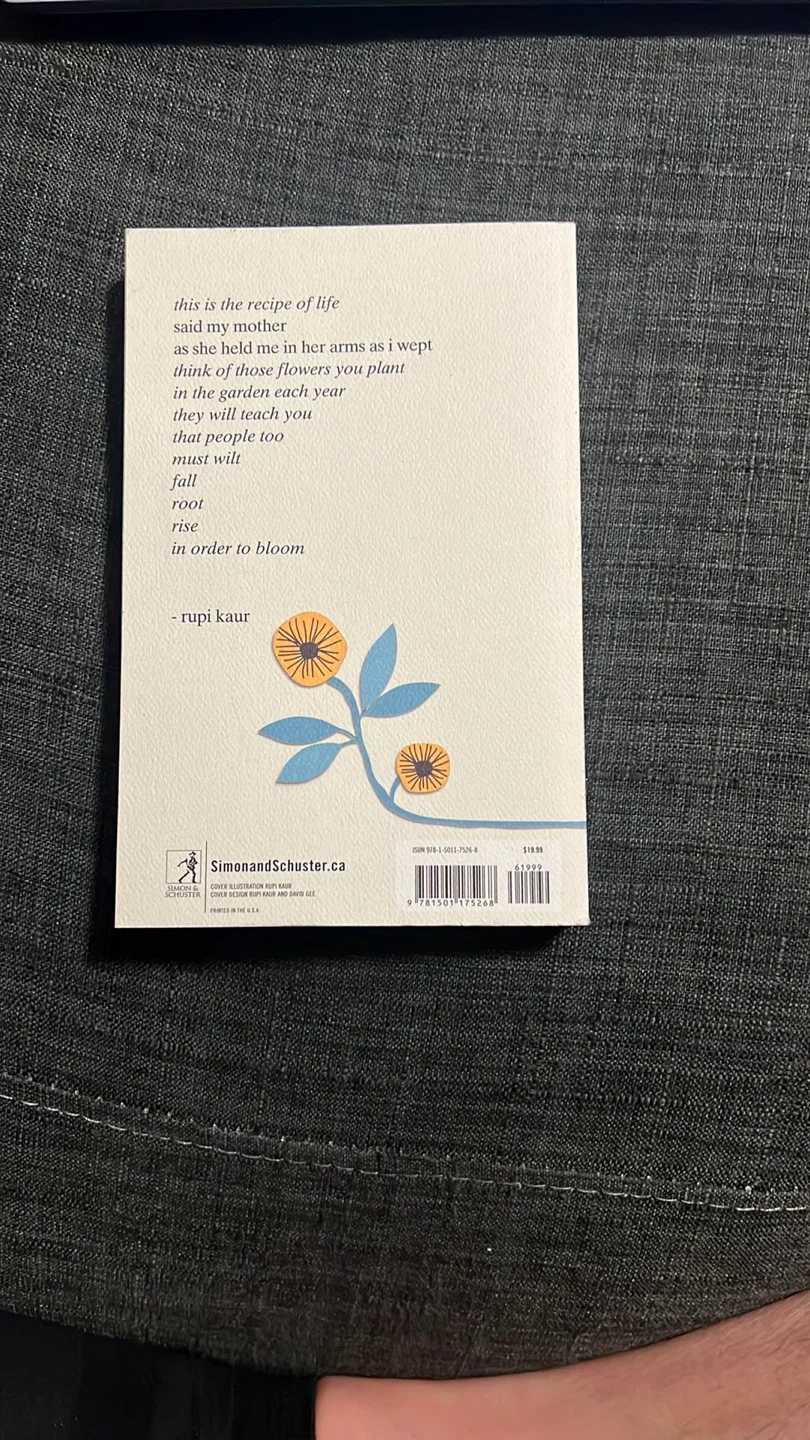 this is the recipe of life
said my mother
as she held me in her arms as i wept
think of those flowers you plant
in the garden each year
they will teach you
that people too
must wilt
fall
root
rise
in order to bloom
- rupi kaur
SIMON &
SCHUSTER
SimonandSchuster.ca
COVER ILLUSTRATION RUPI KAUR
COVER DESIGN RUPI KAUR AND DAVID GEE.
PRINTED IN THE U.S.A.
ISBN 978-1-5011-7526-8 $19.99
61999
9 781501 175268